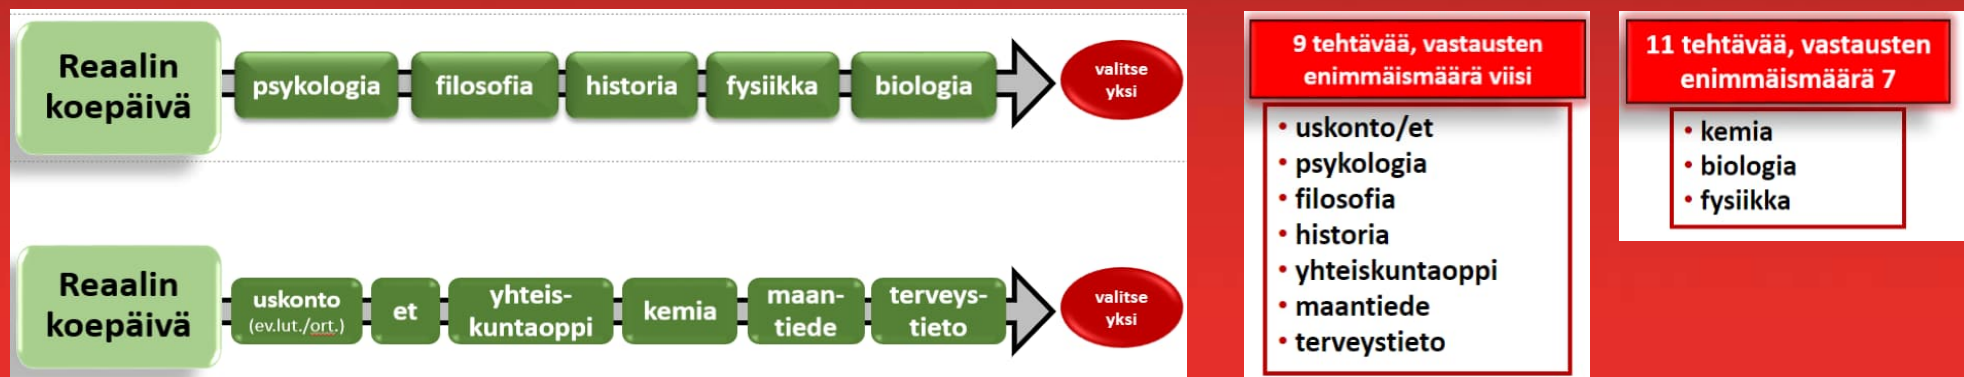 Reaalin
koepäivä
psykologia
filosofia
historia
fysiikka
biologia
valitse
yksi
Reaalin
koepäivä
uskonto
(ev.lut./ort.)
et
yhteis-
kuntaoppi
kemia
maan-
tiede
terveys-
tieto
valitse
yksi
9 tehtävää, vastausten
enimmäismäärä viisi
• uskonto/et
• psykologia
• filosofia
• historia
• yhteiskuntaoppi
• maantiede
• terveystieto
11 tehtävää, vastausten
enimmäismäärä 7
• kemia
• biologia
• fysiikka